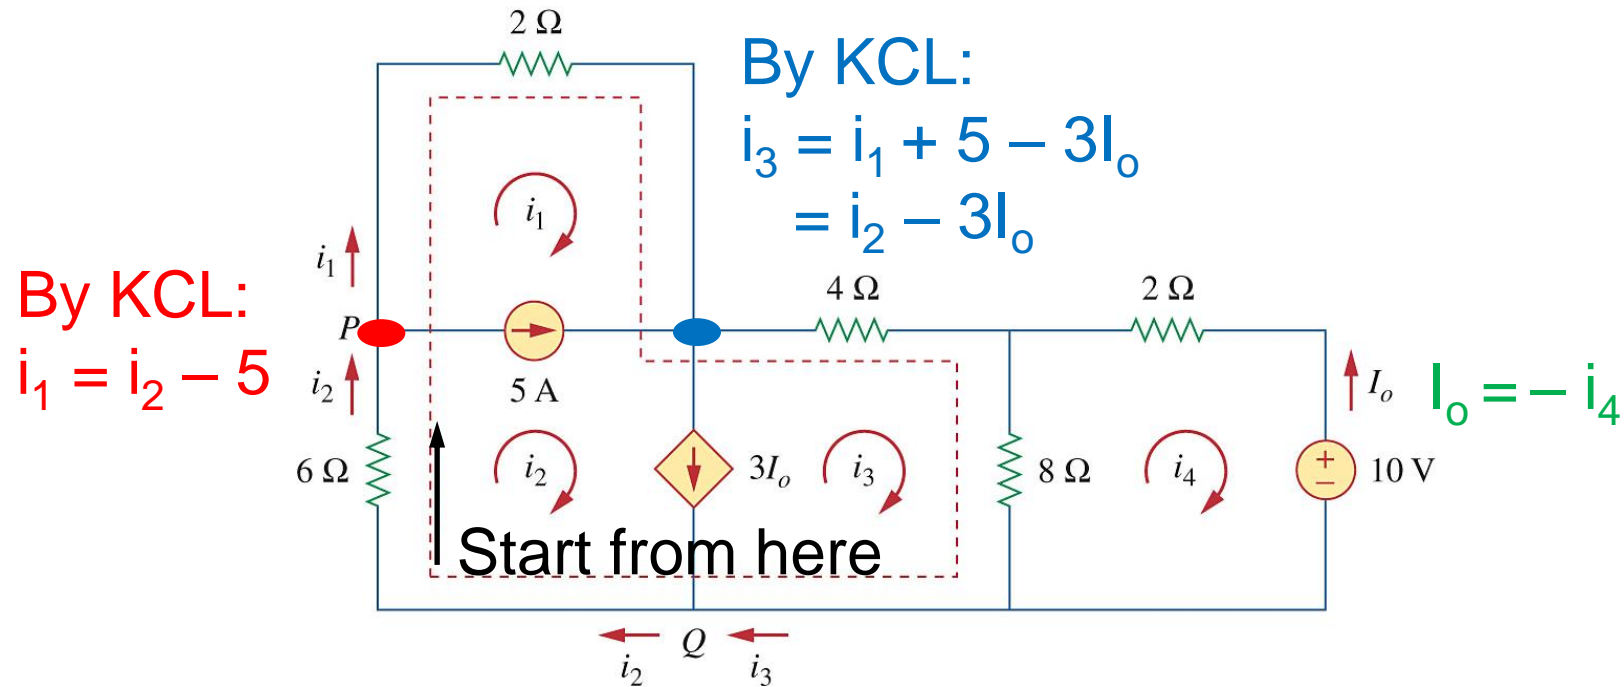 2 Ω
By KCL:
i₃ = i₁ + 5 – 3Iₒ
= i₂ – 3Iₒ
i₁
i₁
By KCL:
i₁ = i₂ – 5
P
4 Ω
2 Ω
i₂
5 A
Iₒ
Iₒ = – i₄
6 Ω
i₂
3Iₒ
i₃
8 Ω
i₄
+
–
10 V
Start from here
i₂
Q
i₃